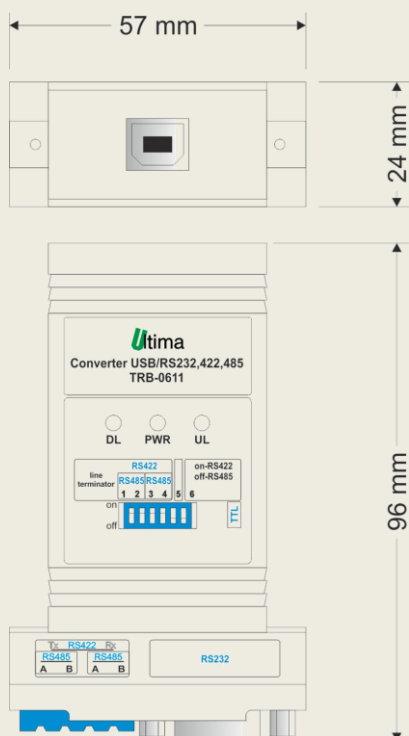 57 mm
24 mm
Ultima
Converter USB/RS232,422,485
TRB-0611
DL PWR UL
RS422 on-RS422
line terminator RS485 RS485 off-RS485
1 2 3 4 5 6
on
off
TTL
96 mm
Tx RS422 Rx
RS485 RS485 RS232
A B A B